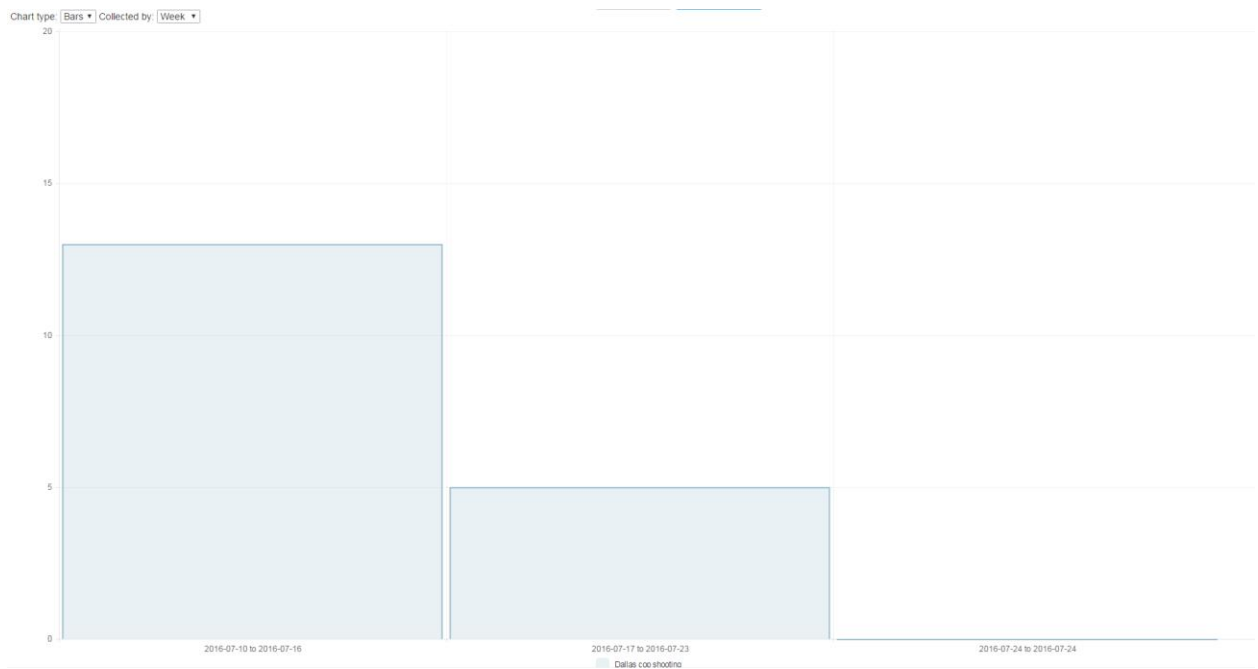 Chart type: Bars Collected by: Week
20
15
10
5
0
2016-07-10 to 2016-07-16 2016-07-17 to 2016-07-23 2016-07-24 to 2016-07-24
Dallas cop shooting